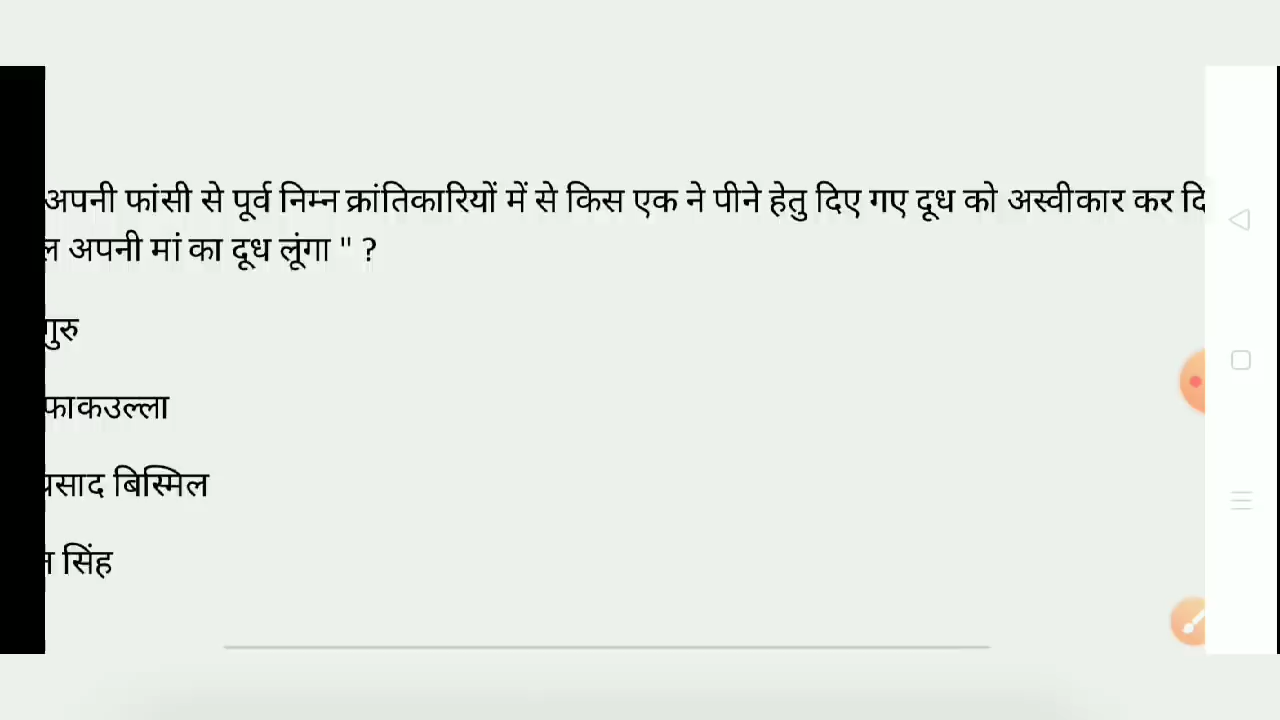 अपनी फांसी से पूर्व निम्न क्रांतिकारियों में से किस एक ने पीने हेतु दिए गए दूध को अस्वीकार कर दि
ल अपनी मां का दूध लूंगा " ?
गुरु
फाकउल्ला
प्रसाद बिस्मिल
त सिंह